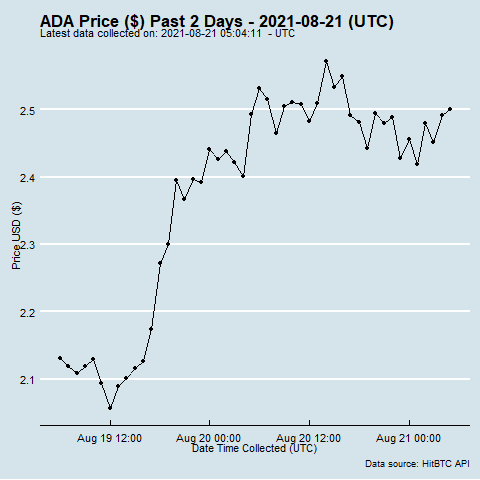 ADA Price ($) Past 2 Days - 2021-08-21 (UTC)
Latest data collected on: 2021-08-21 05:04:11 - UTC
Price USD ($)
2.5
2.4
2.3
2.2
2.1
Aug 19 12:00 Aug 20 00:00 Aug 20 12:00 Aug 21 00:00
Date Time Collected (UTC)
Data source: HitBTC API